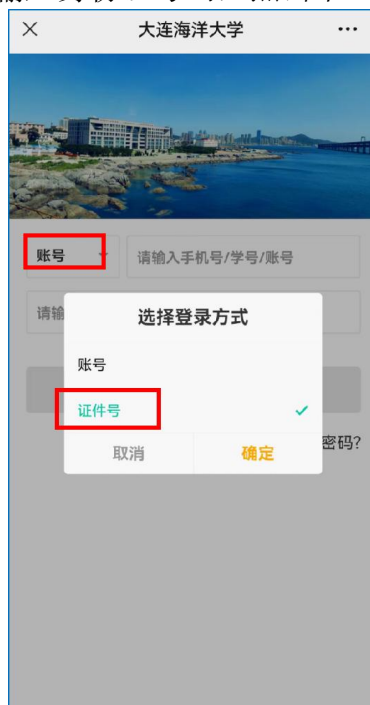 大连海洋大学
账号 请输入手机号/学号/账号
请输
选择登录方式
账号
证件号
取消 确定
密码?